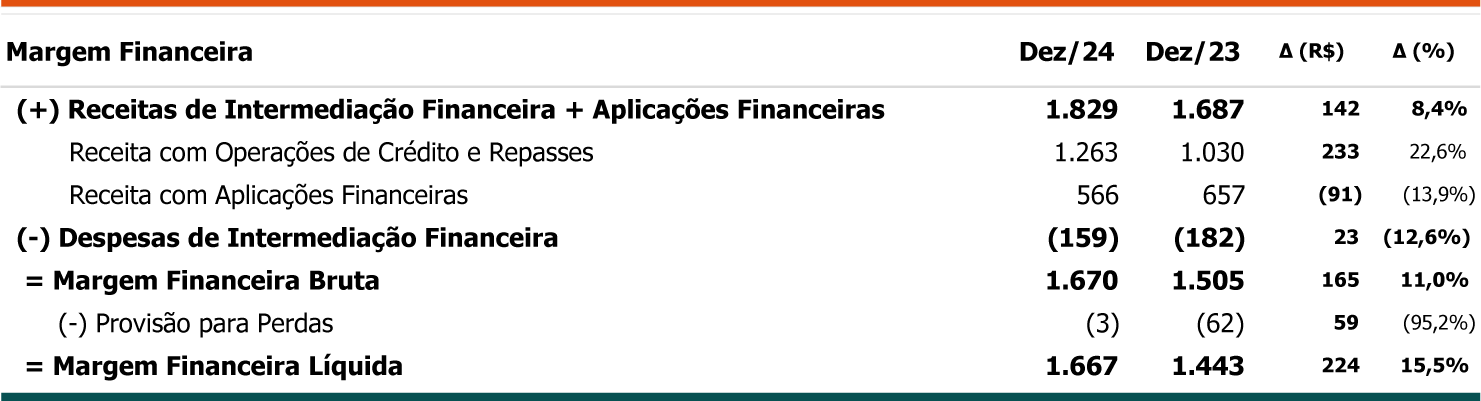 Margem Financeira Dez/24 Dez/23 Δ (R$) Δ (%)
(+) Receitas de Intermediação Financeira + Aplicações Financeiras 1.829 1.687 142 8,4%
Receita com Operações de Crédito e Repasses 1.263 1.030 233 22,6%
Receita com Aplicações Financeiras 566 657 (91) (13,9%)
(-) Despesas de Intermediação Financeira (159) (182) 23 (12,6%)
= Margem Financeira Bruta 1.670 1.505 165 11,0%
(-) Provisão para Perdas (3) (62) 59 (95,2%)
= Margem Financeira Líquida 1.667 1.443 224 15,5%